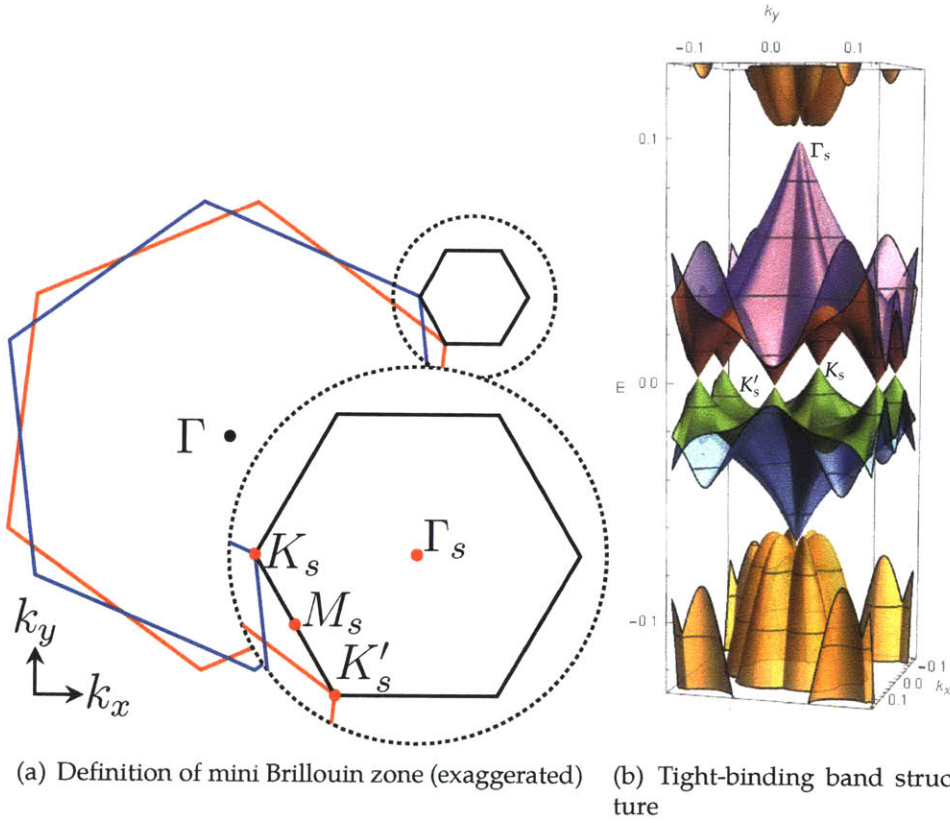 Γ
K_s
Γ_s
M_s
K'_s
k_y
k_x
(a) Definition of mini Brillouin zone (exaggerated)
k_y
−0.1 0.0 0.1
0.1
Γ_s
E 0.0
K'_s
K_s
-0.1
-0.1
0.0 k_x
0.1
(b) Tight-binding band struc
ture